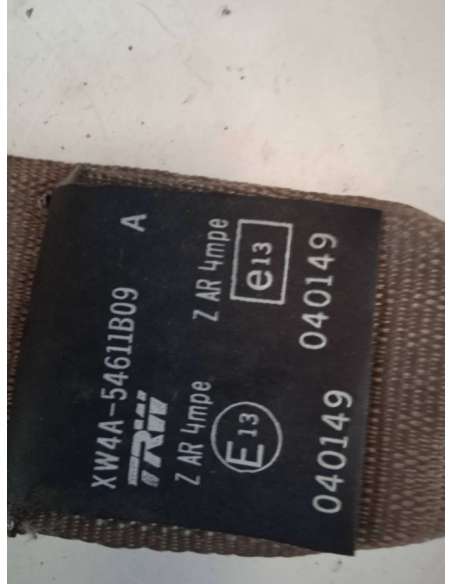 XW4A-54611B09 A
TRW
Z AR 4mpe Z AR 4mpe
E13 e13
040149 040149